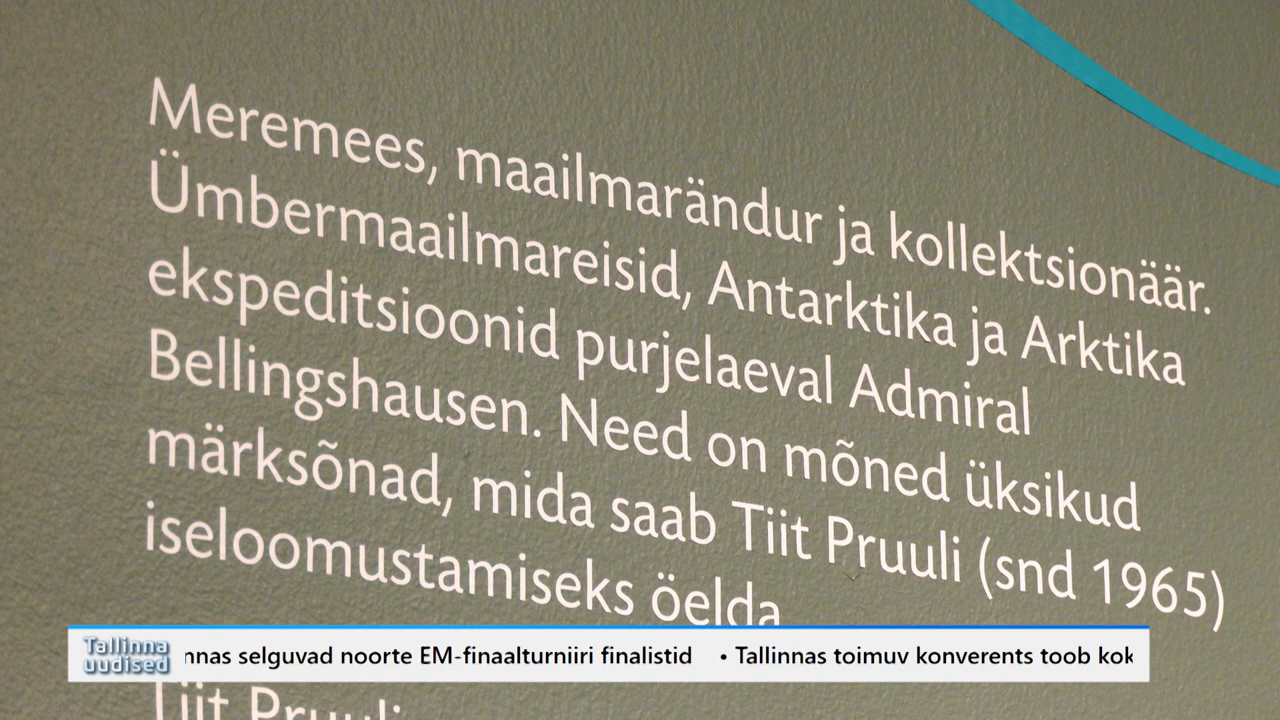 Meremees, maailmarändur ja kollektsionäär.
Ümbermaailmareisid, Antarktika ja Arktika
ekspeditsioonid purjelaeval Admiral
Bellingshausen. Need on mõned üksikud
märksõnad, mida saab Tiit Pruuli (snd 1965)
iseloomustamiseks öelda
Tallinna
uudised
nnas selguvad noorte EM-finaalturniiri finalistid • Tallinnas toimuv konverents toob kok
Tiit Pruuli